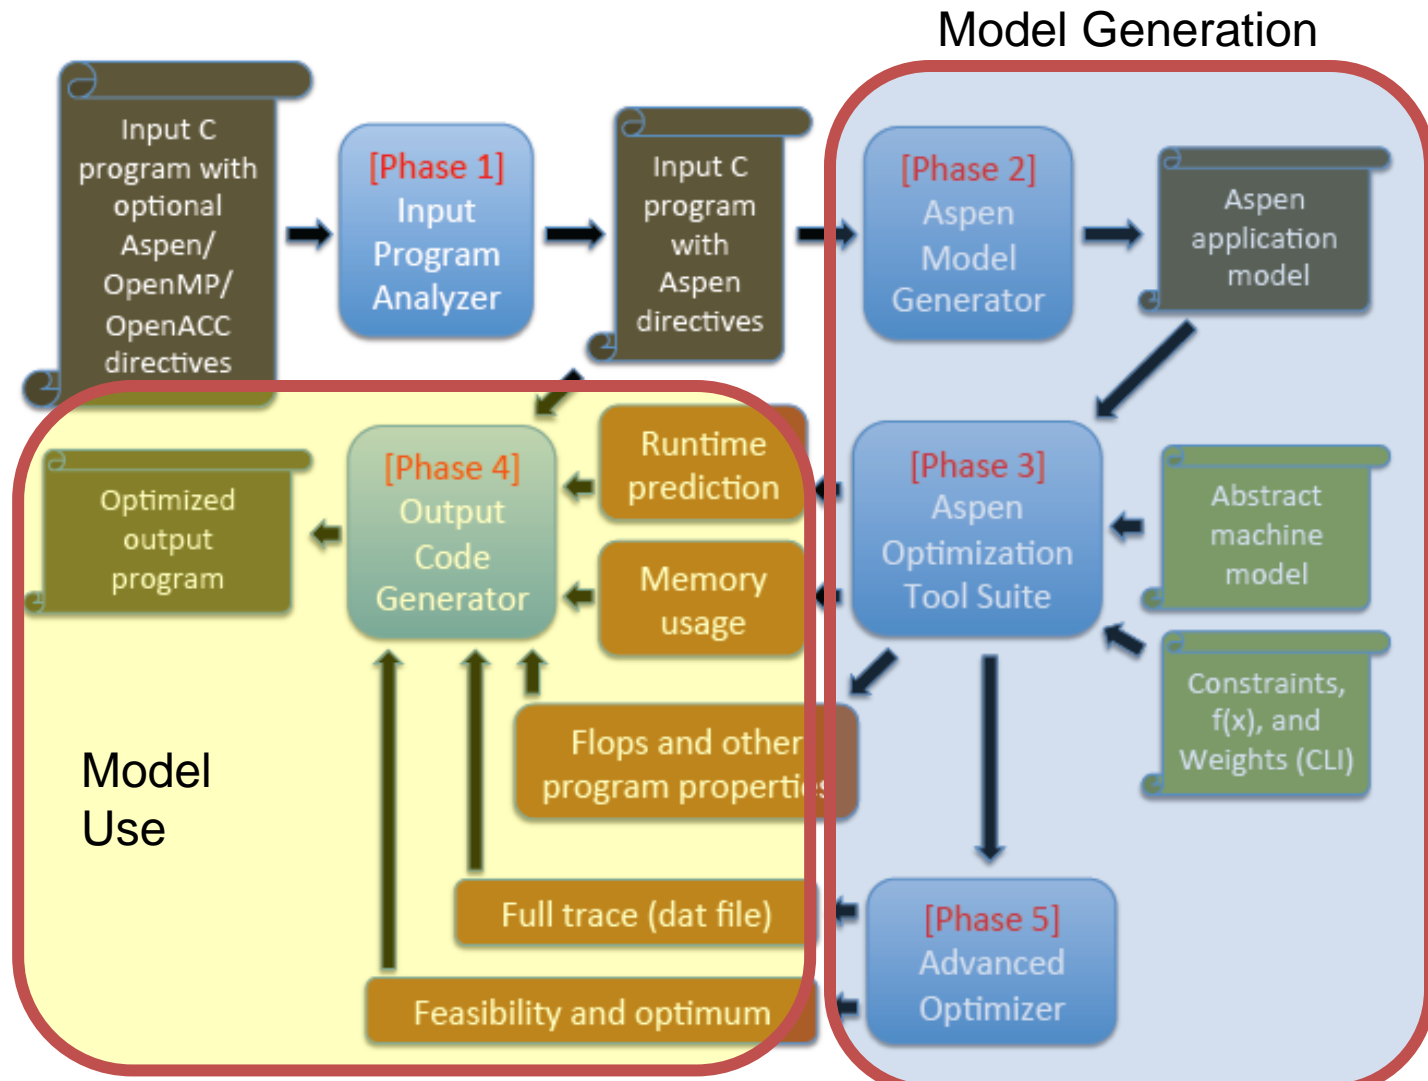 Model Generation
Input C
program with
optional
Aspen/
OpenMP/
OpenACC
directives
[Phase 1]
Input
Program
Analyzer
Input C
program
with
Aspen
directives
[Phase 2]
Aspen
Model
Generator
Aspen
application
model
Optimized
output
program
[Phase 4]
Output
Code
Generator
Runtime
prediction
Memory
usage
[Phase 3]
Aspen
Optimization
Tool Suite
Abstract
machine
model
Constraints,
f(x), and
Weights (CLI)
Flops and other
program properties
Model
Use
Full trace (dat file)
[Phase 5]
Advanced
Optimizer
Feasibility and optimum